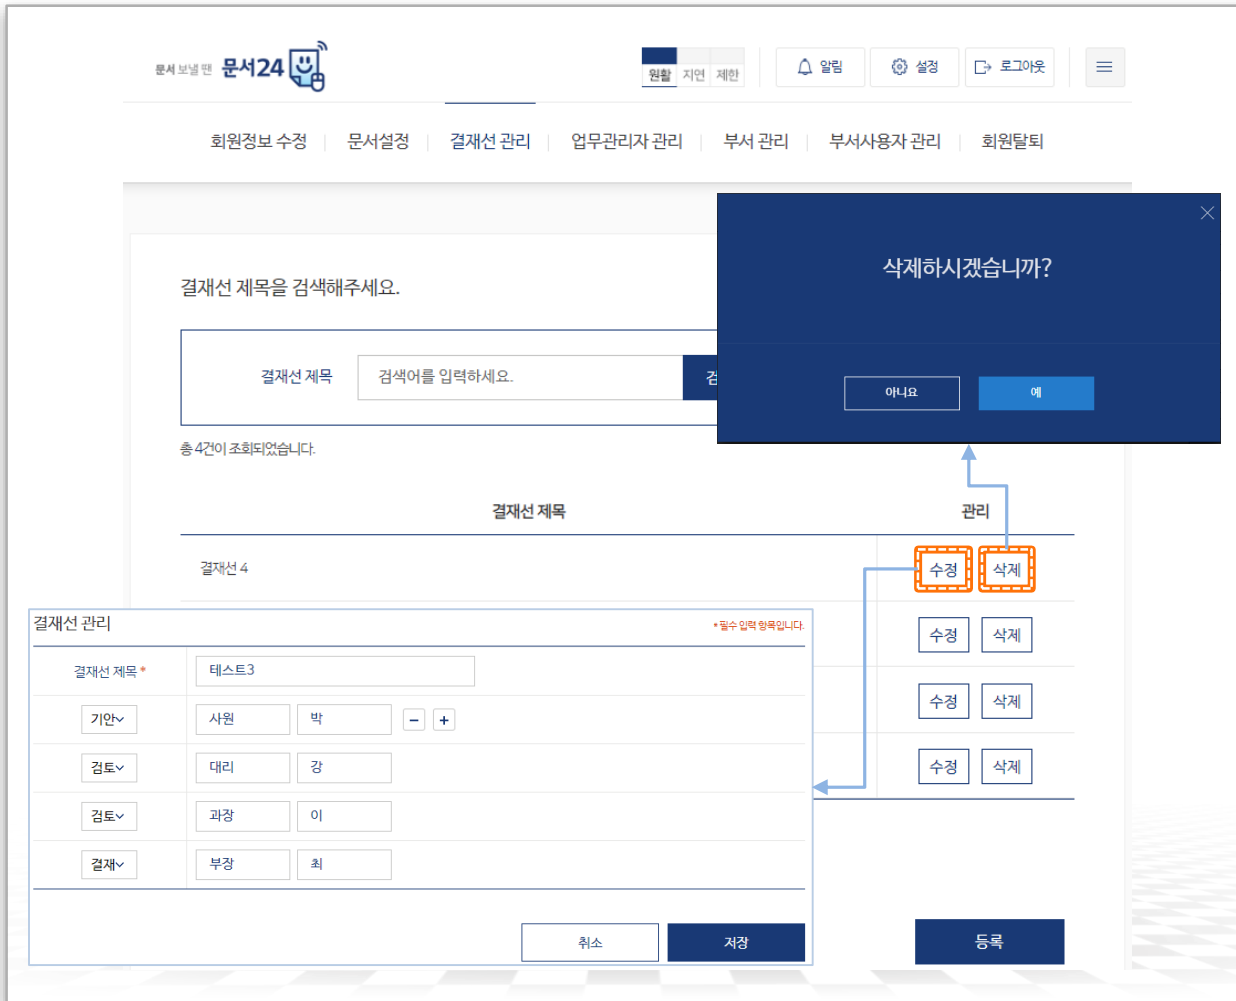 문서 보낼 땐 문서24
원활 지연 제한
알림
설정
로그아웃
회원정보 수정
문서설정
결재선 관리
업무관리자 관리
부서 관리
부서사용자 관리
회원탈퇴
삭제하시겠습니까?
아니요
예
결재선 제목을 검색해주세요.
결재선 제목
검색어를 입력하세요.
총 4건이 조회되었습니다.
결재선 제목
관리
결재선 4
수정 삭제
수정 삭제
수정 삭제
수정 삭제
결재선 관리
* 필수 입력 항목입니다.
결재선 제목 *
테스트3
기안 사원 박 − +
검토 대리 강
검토 과장 이
결재 부장 최
취소 저장
등록